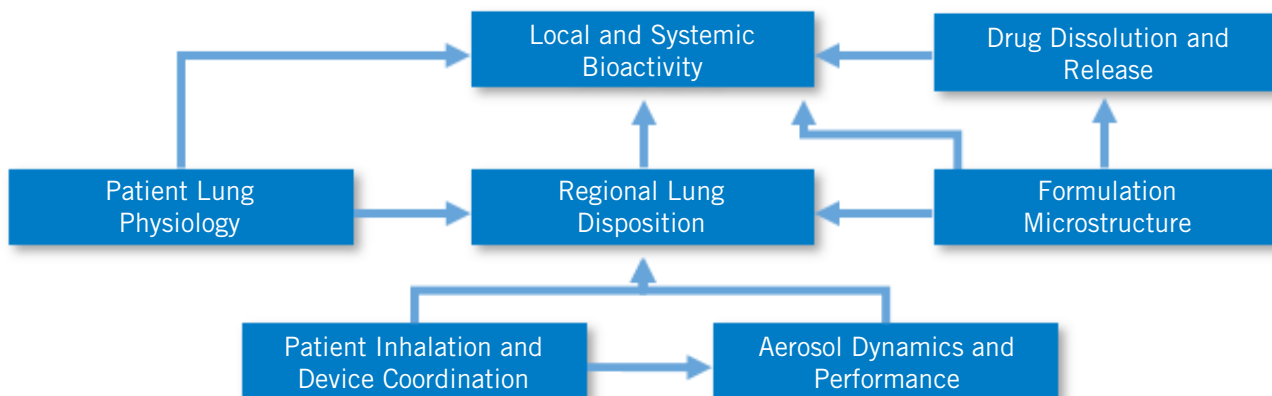 Local and Systemic
Bioactivity
Drug Dissolution and
Release
Patient Lung
Physiology
Regional Lung
Disposition
Formulation
Microstructure
Patient Inhalation and
Device Coordination
Aerosol Dynamics and
Performance